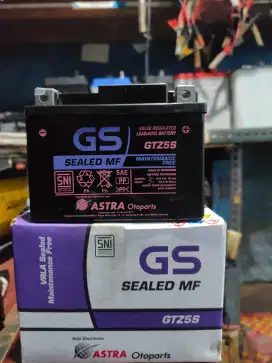 VALVE REGULATED
LEAD ACID BATTERY
GS
GTZ5S
SEALED MF
MAINTENANCE
FREE
SNI
SAE
Pb
ASTRA Otoparts
VRLA Sealed
Maintenance Free
SNI
GS
SEALED MF
GTZ5S
ASTRA Otoparts